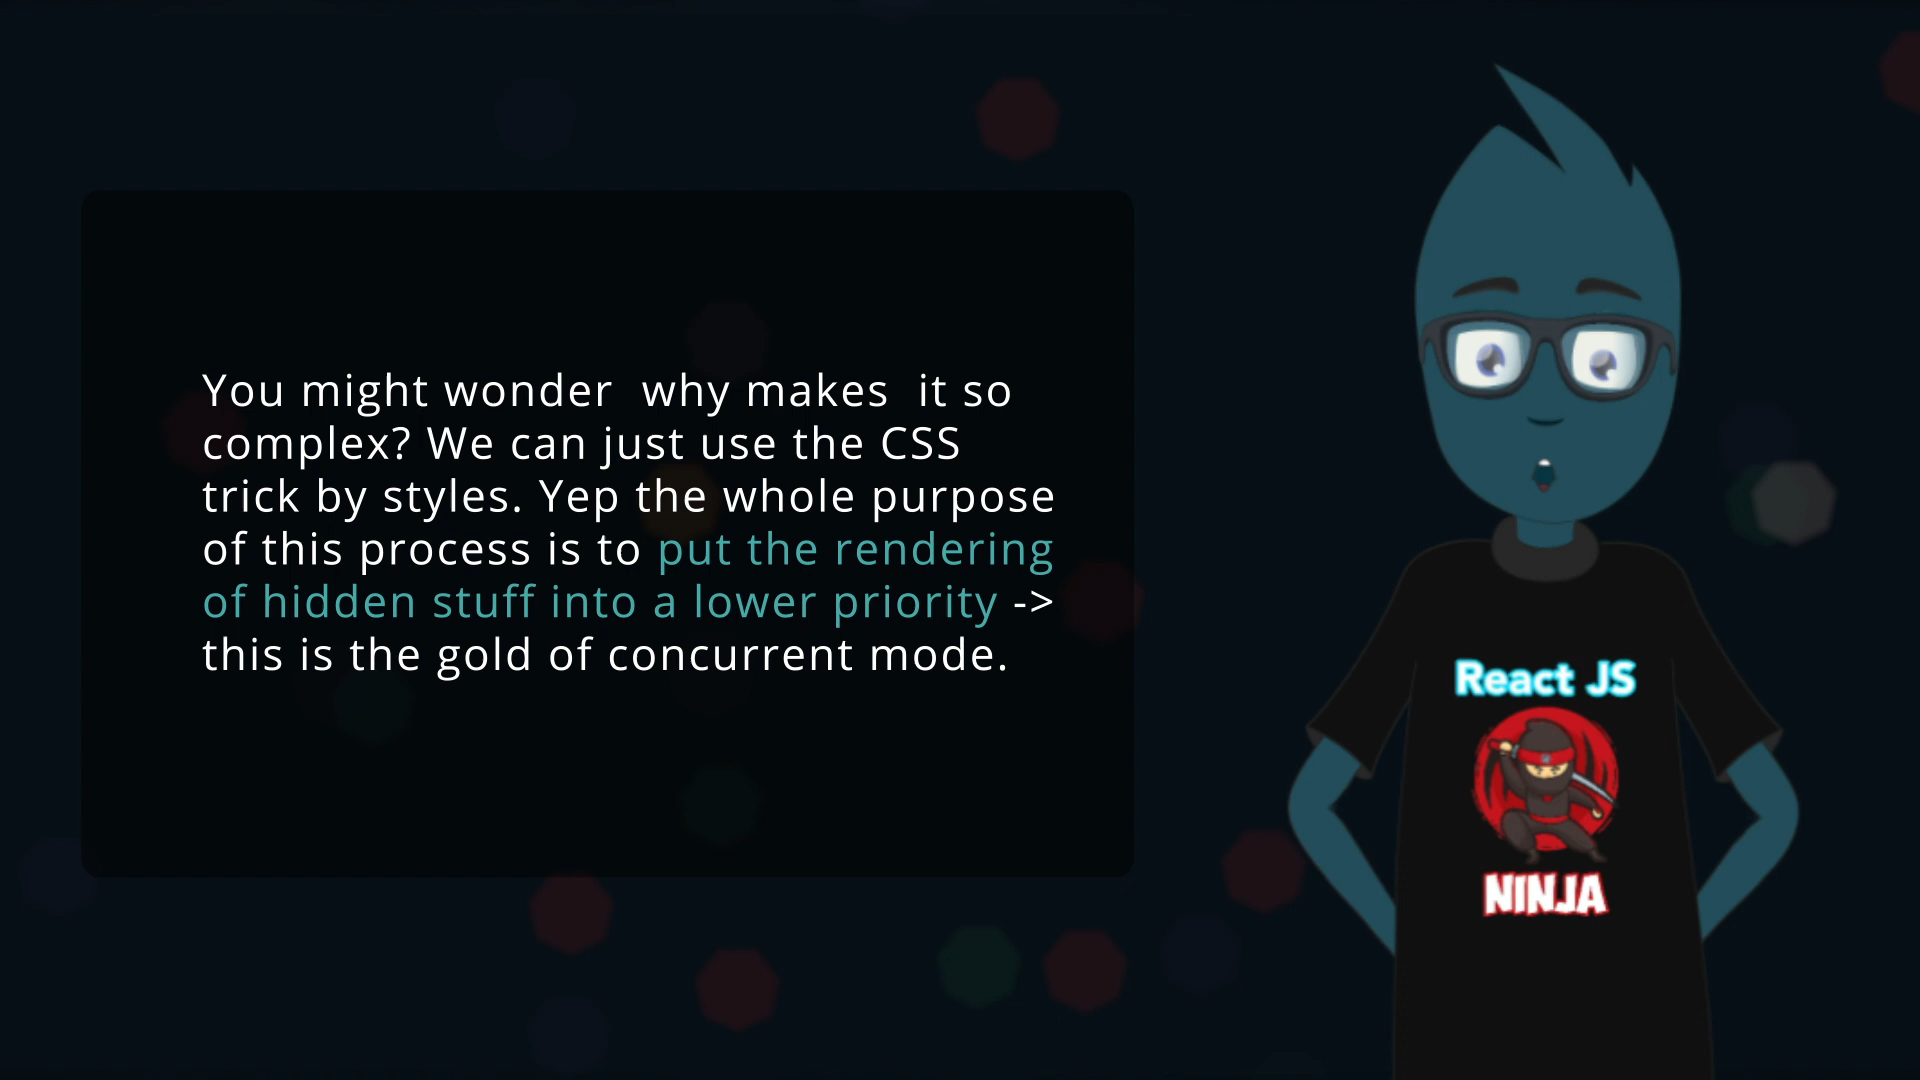 You might wonder  why makes  it so
complex? We can just use the CSS
trick by styles. Yep the whole purpose
of this process is to put the rendering
of hidden stuff into a lower priority ->
this is the gold of concurrent mode.
React JS
NINJA